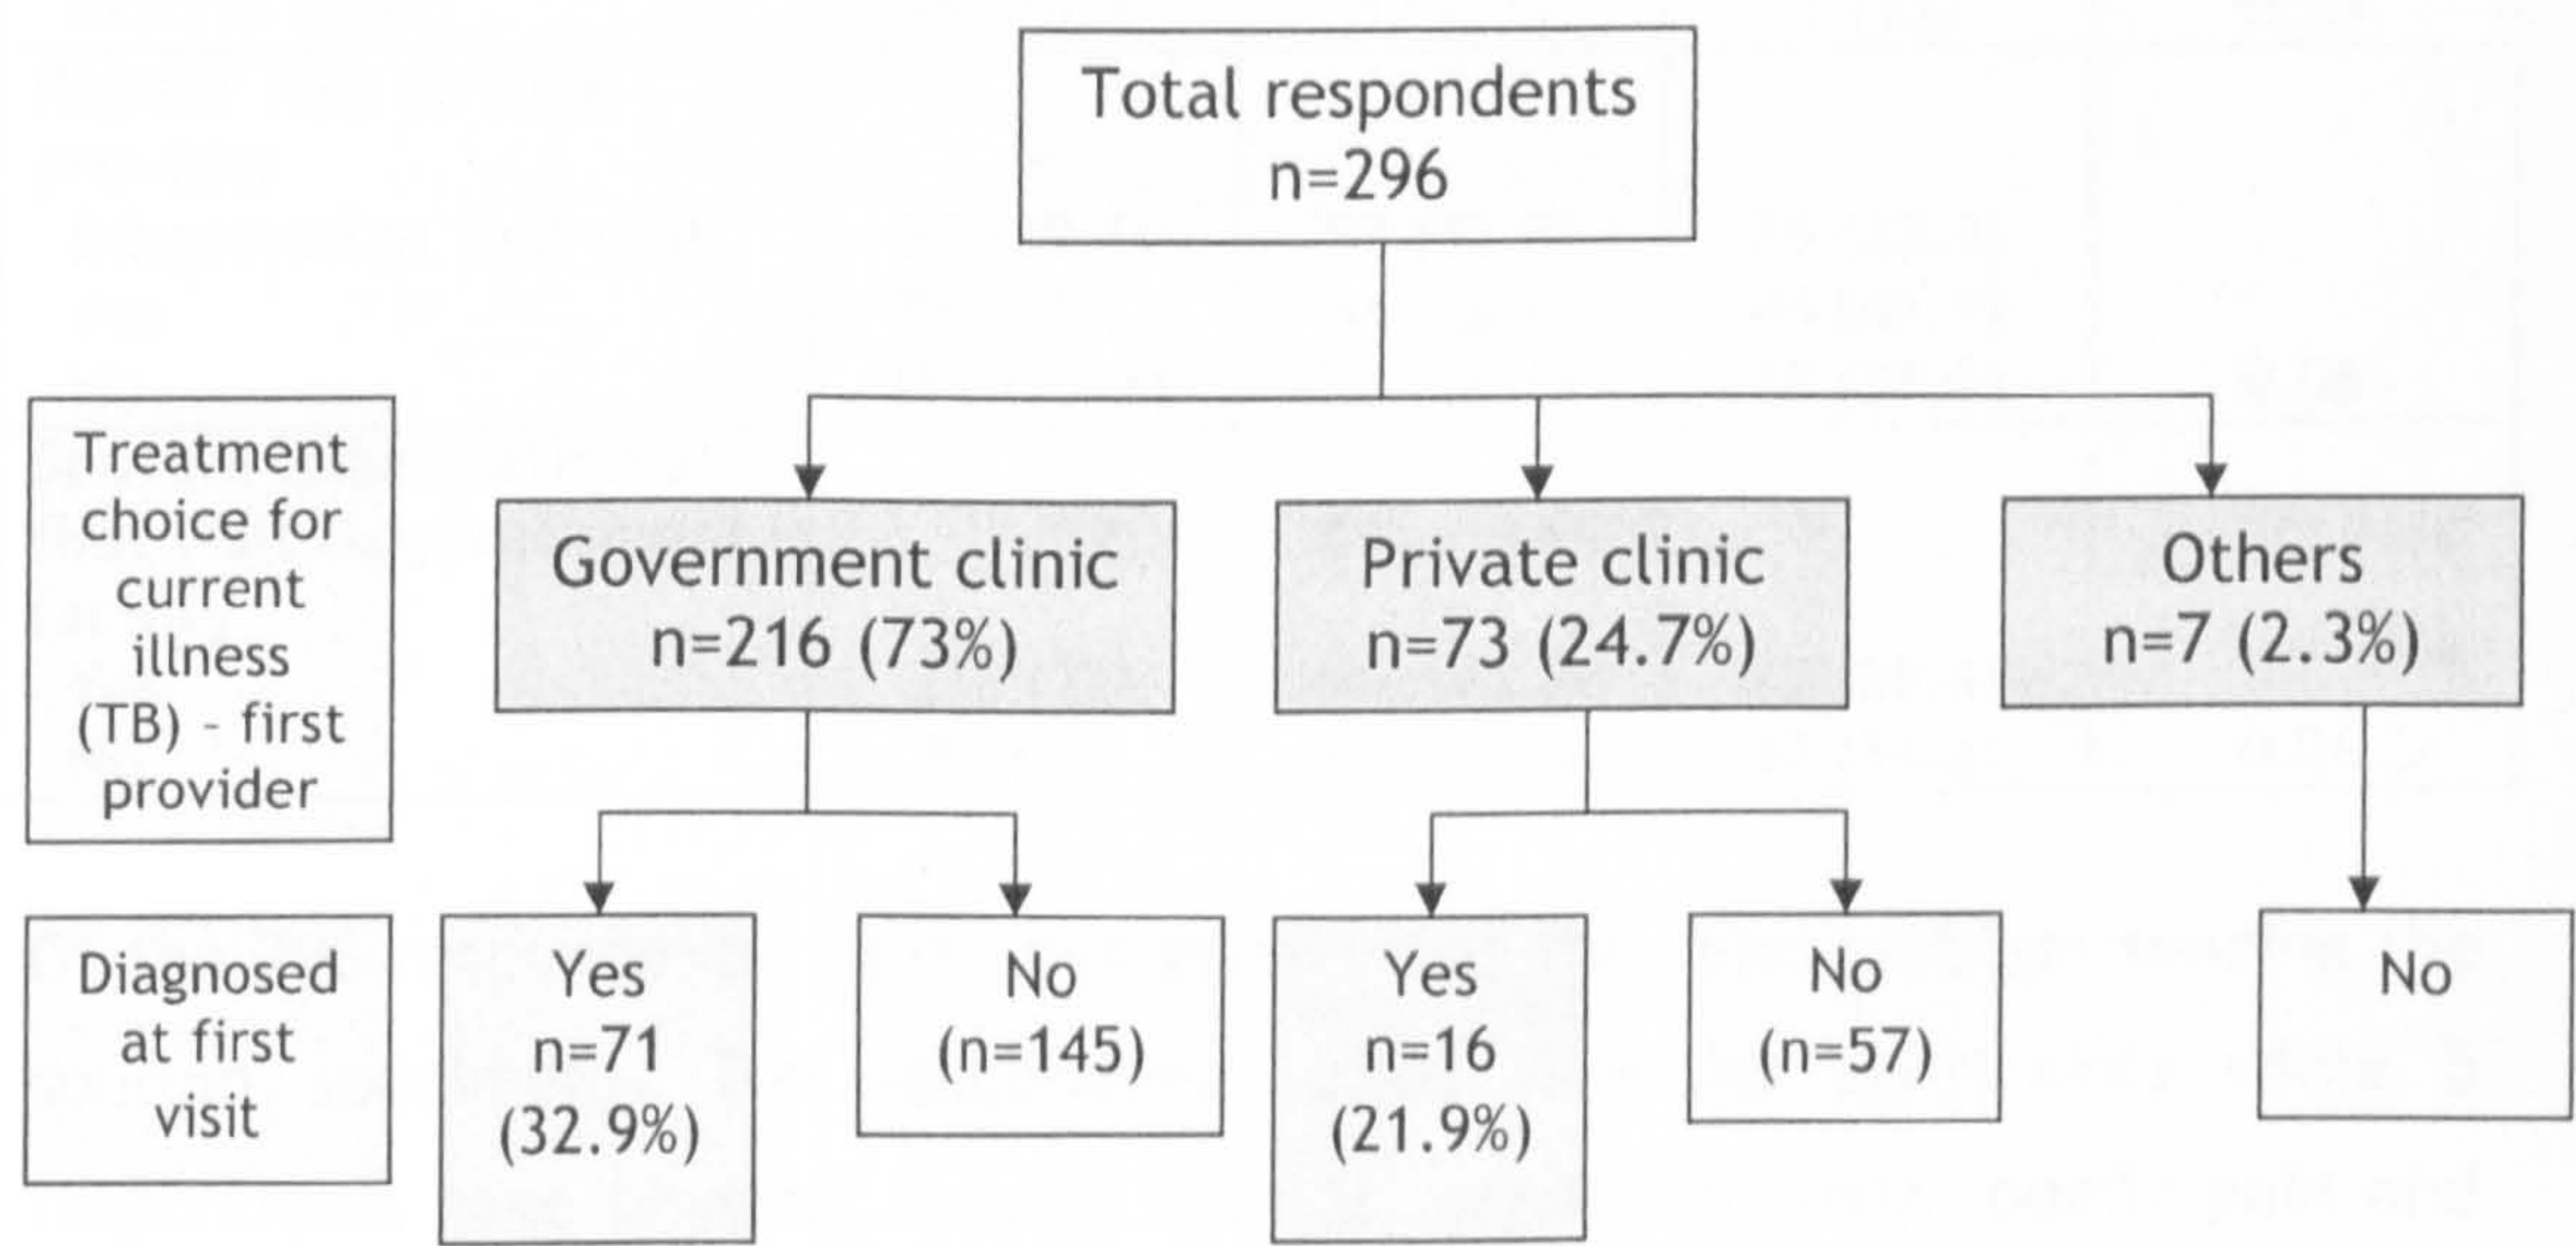 Total respondents
n=296
Treatment
choice for
current
illness
(TB) - first
provider
Government clinic
n=216 (73%)
Private clinic
n=73 (24.7%)
Others
n=7 (2.3%)
Diagnosed
at first
visit
Yes
n=71
(32.9%)
No
(n=145)
Yes
n=16
(21.9%)
No
(n=57)
No